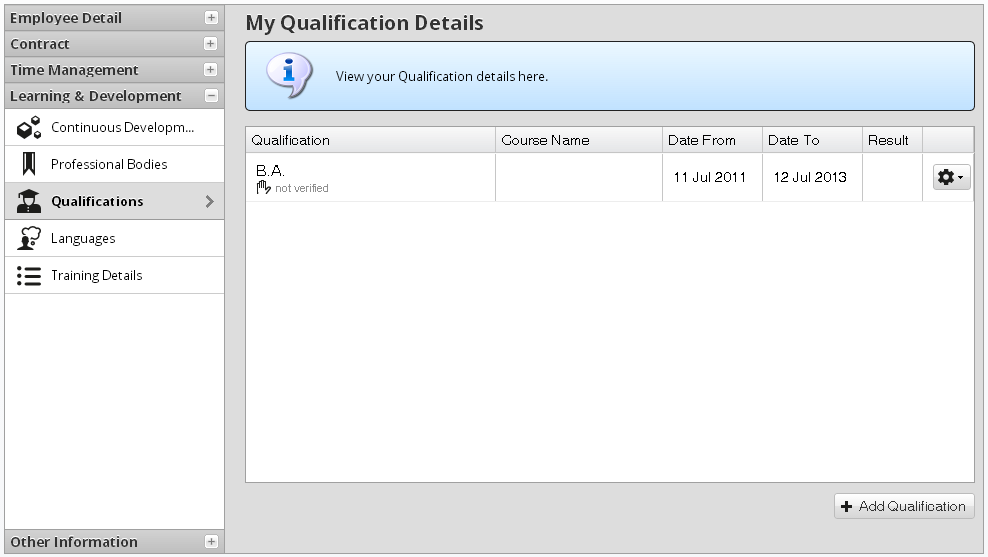 Employee Detail
Contract
Time Management
Learning & Development
Continuous Developm...
Professional Bodies
Qualifications
Languages
Training Details
Other Information
My Qualification Details
View your Qualification details here.
Qualification Course Name Date From Date To Result
B.A. 11 Jul 2011 12 Jul 2013
not verified
Add Qualification